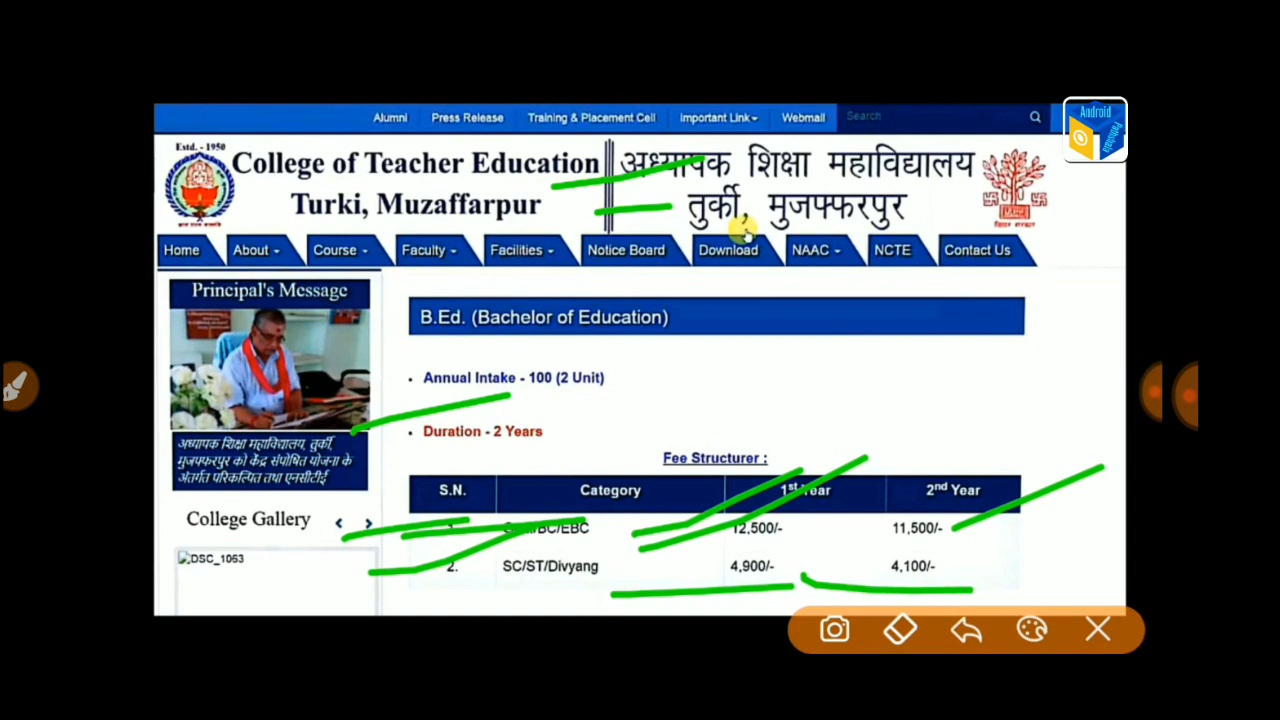 Alumni Press Release Training & Placement Cell Important Link Webmail Search
Android
Pathshala
Estd. - 1950
College of Teacher Education
Turki, Muzaffarpur
अध्यापक शिक्षा महाविद्यालय
तुर्की, मुजफ्फरपुर
Home About Course Faculty Facilities Notice Board Download NAAC NCTE Contact Us
Principal's Message
अध्यापक शिक्षा महाविद्यालय, तुर्की,
मुजफ्फरपुर को केंद्र संपोषित योजना के
अंतर्गत परिकल्पित तथा एनसीटीई
College Gallery
DSC_1063
B.Ed. (Bachelor of Education)
Annual Intake - 100 (2 Unit)
Duration - 2 Years
Fee Structurer :
S.N. Category 1st Year 2nd Year
1. /BC/EBC 12,500/- 11,500/-
2. SC/ST/Divyang 4,900/- 4,100/-